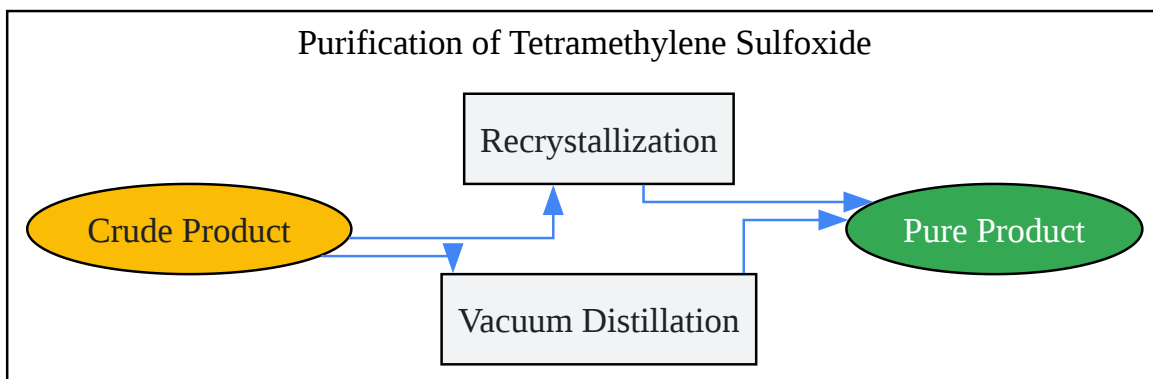 Purification of Tetramethylene Sulfoxide
Recrystallization
Crude Product
Pure Product
Vacuum Distillation